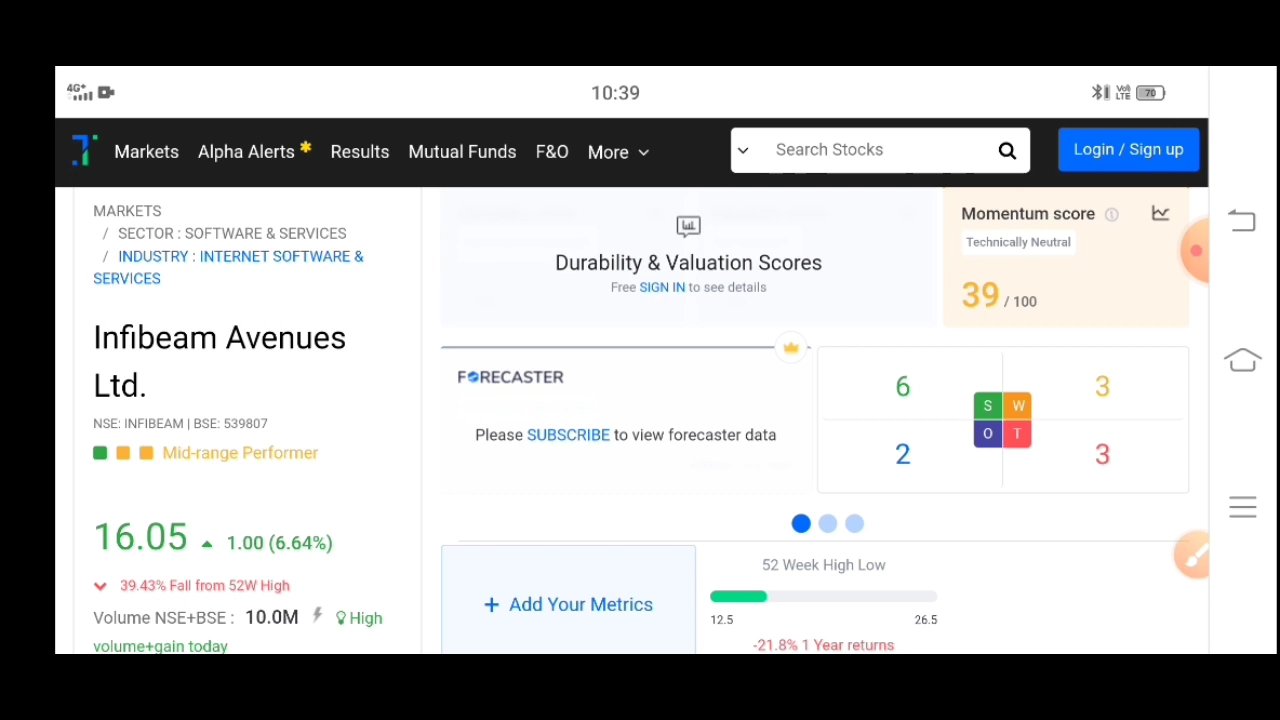 4G+
10:39
Vo)
LTE
70
Markets
Alpha Alerts
Results
Mutual Funds
F&O
More
Search Stocks
Login / Sign up
MARKETS
/ SECTOR : SOFTWARE & SERVICES
/ INDUSTRY : INTERNET SOFTWARE &
SERVICES
Infibeam Avenues
Ltd.
NSE: INFIBEAM | BSE: 539807
Mid-range Performer
16.05 1.00 (6.64%)
39.43% Fall from 52W High
Volume NSE+BSE : 10.0M High
volume+gain today
Durability & Valuation Scores
Free SIGN IN to see details
Momentum score
Technically Neutral
39 / 100
FORECASTER
Please SUBSCRIBE to view forecaster data
6 S W 3
2 O T 3
+ Add Your Metrics
52 Week High Low
12.5 26.5
-21.8% 1 Year returns